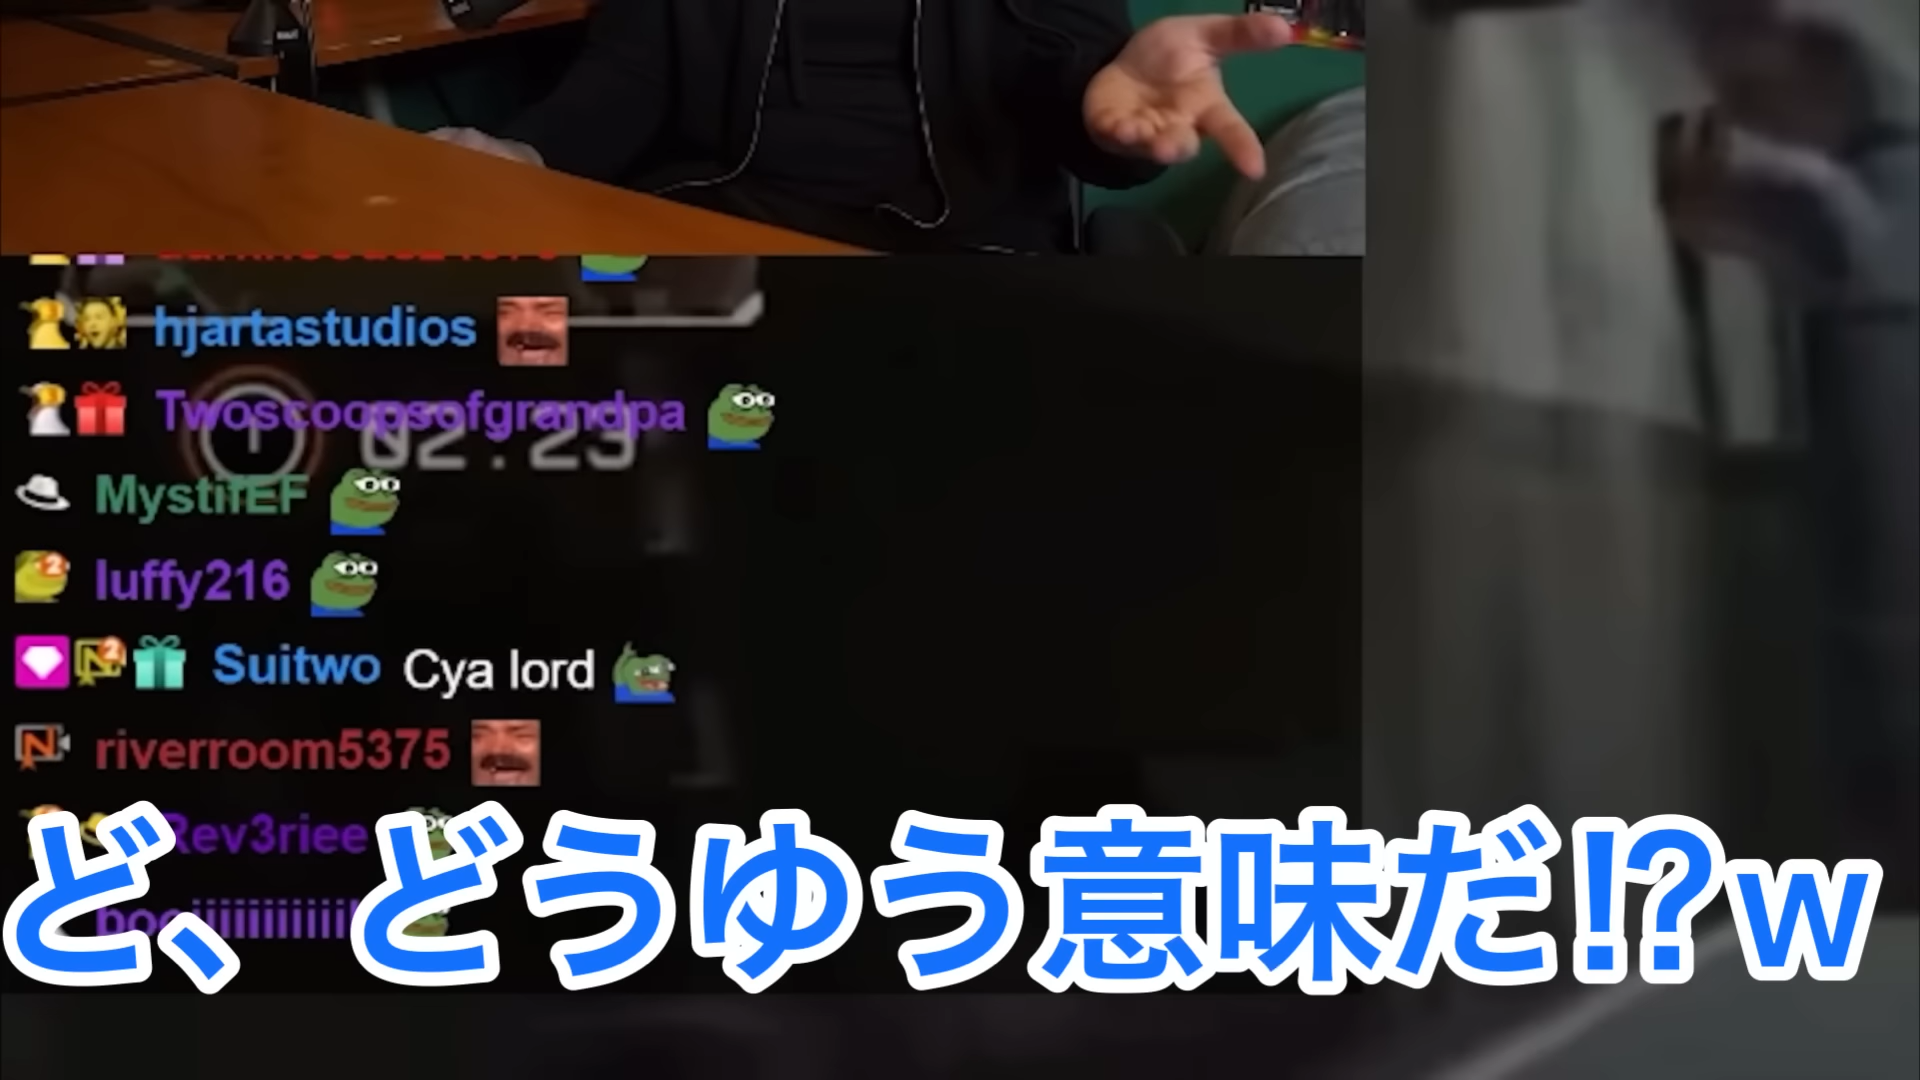 hjartastudios
Twoscoopsofgrandpa
02:23
MystifEF
luffy216
Suitwo Cya lord
riverroom5375
Rev3riee
ど、どうゆう意味だ⁉w